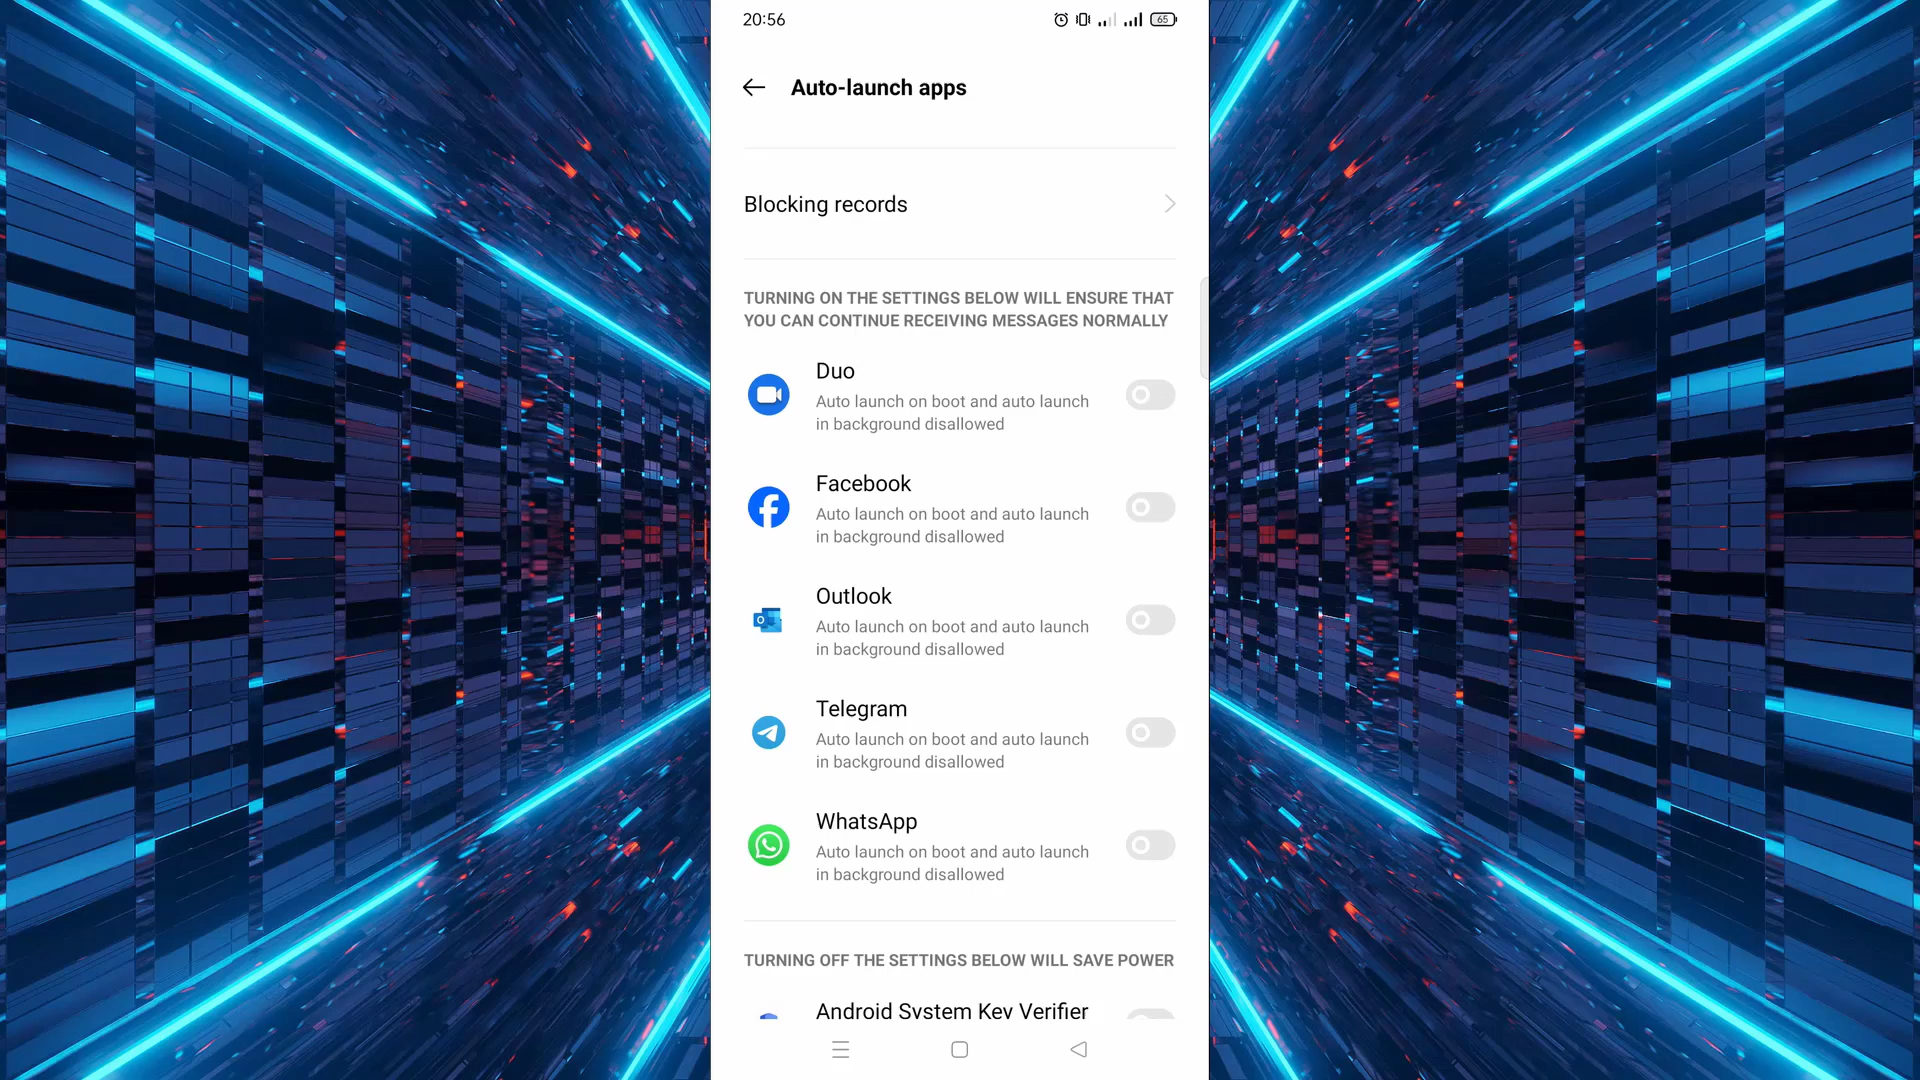 20:56
65
Auto-launch apps
Blocking records
TURNING ON THE SETTINGS BELOW WILL ENSURE THAT
YOU CAN CONTINUE RECEIVING MESSAGES NORMALLY
Duo
Auto launch on boot and auto launch
in background disallowed
Facebook
Auto launch on boot and auto launch
in background disallowed
Outlook
Auto launch on boot and auto launch
in background disallowed
Telegram
Auto launch on boot and auto launch
in background disallowed
WhatsApp
Auto launch on boot and auto launch
in background disallowed
TURNING OFF THE SETTINGS BELOW WILL SAVE POWER
Android System Key Verifier